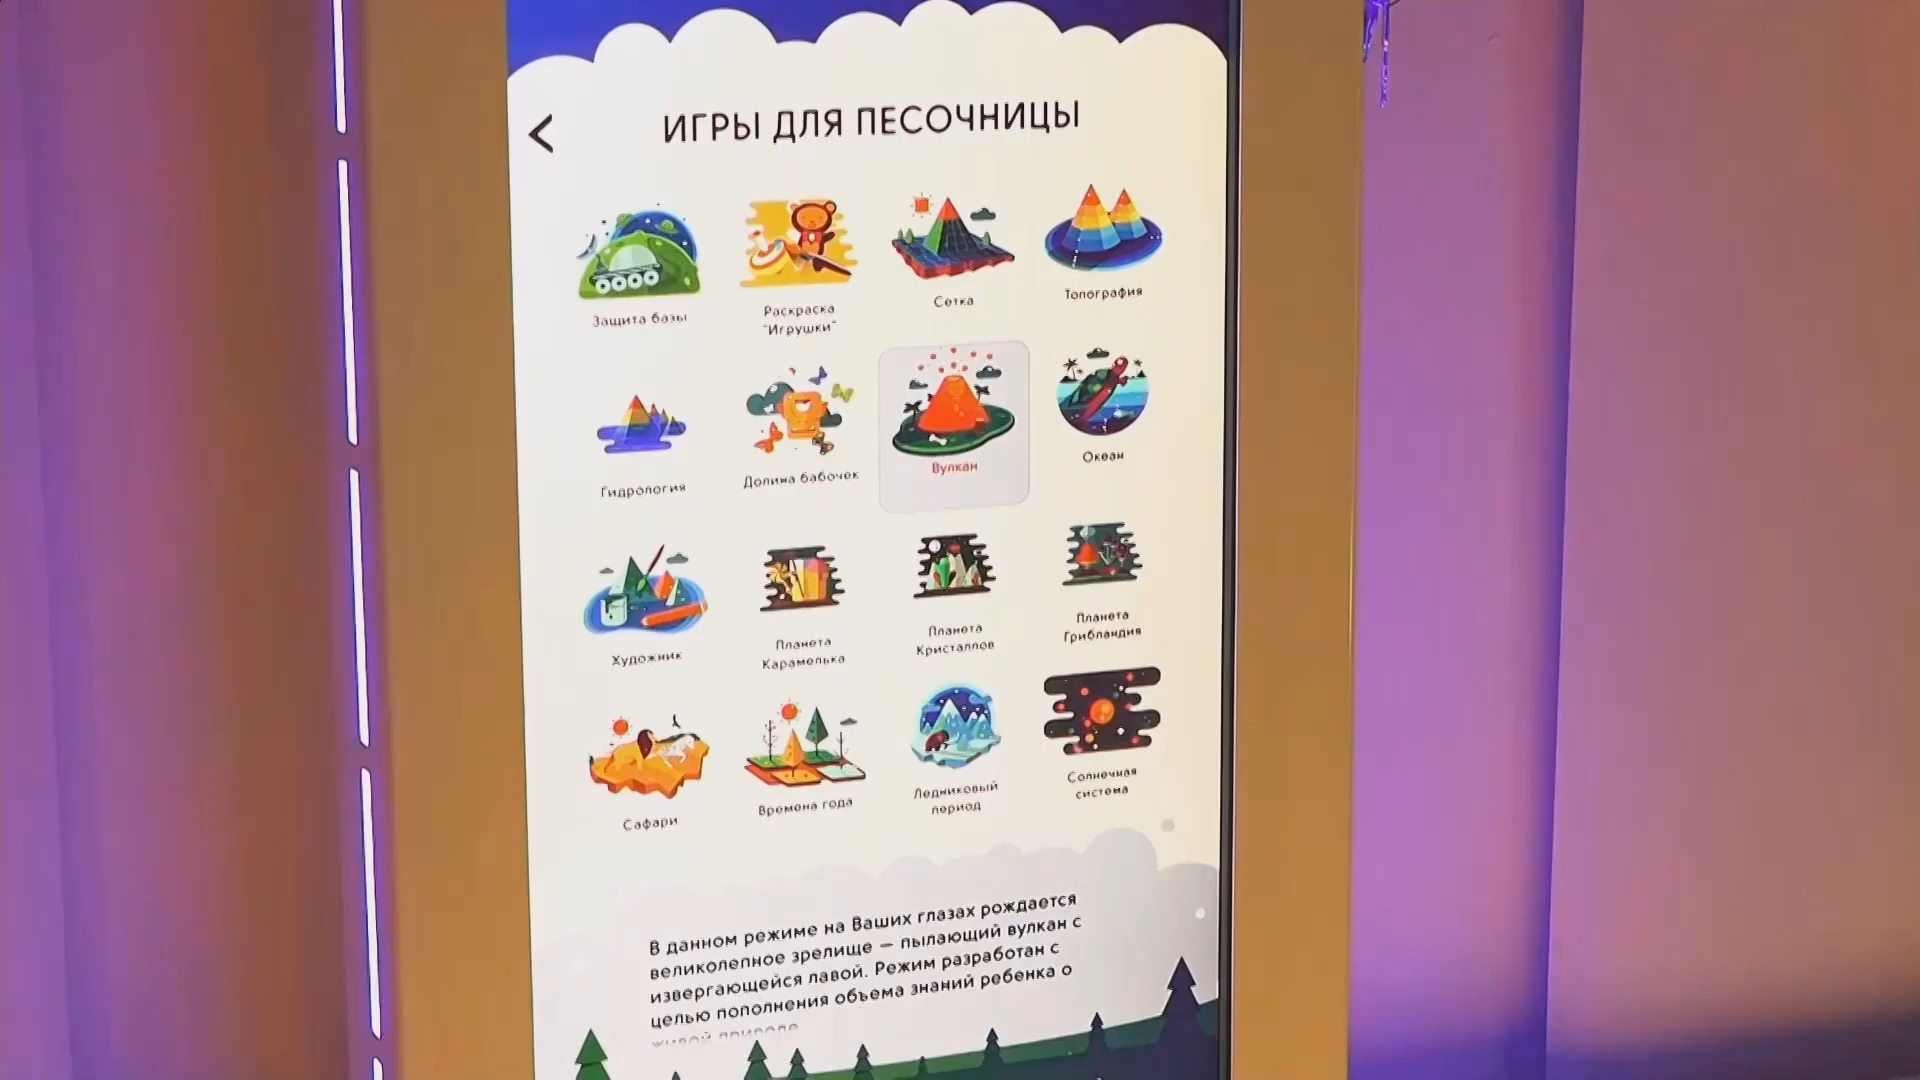 ИГРЫ ДЛЯ ПЕСОЧНИЦЫ
Защита базы
Раскраска
"Игрушки"
Сетка
Топография
Гидрология
Долина бабочек
Вулкан
Океан
Художник
Планета
Карамелька
Планета
Кристаллов
Планета
Грибландия
Сафари
Времена года
Ледниковый
период
Солнечная
система
В данном режиме на Ваших глазах рождается
великолепное зрелище — пылающий вулкан с
извергающейся лавой. Режим разработан с
целью пополнения объема знаний ребенка о
живой природе